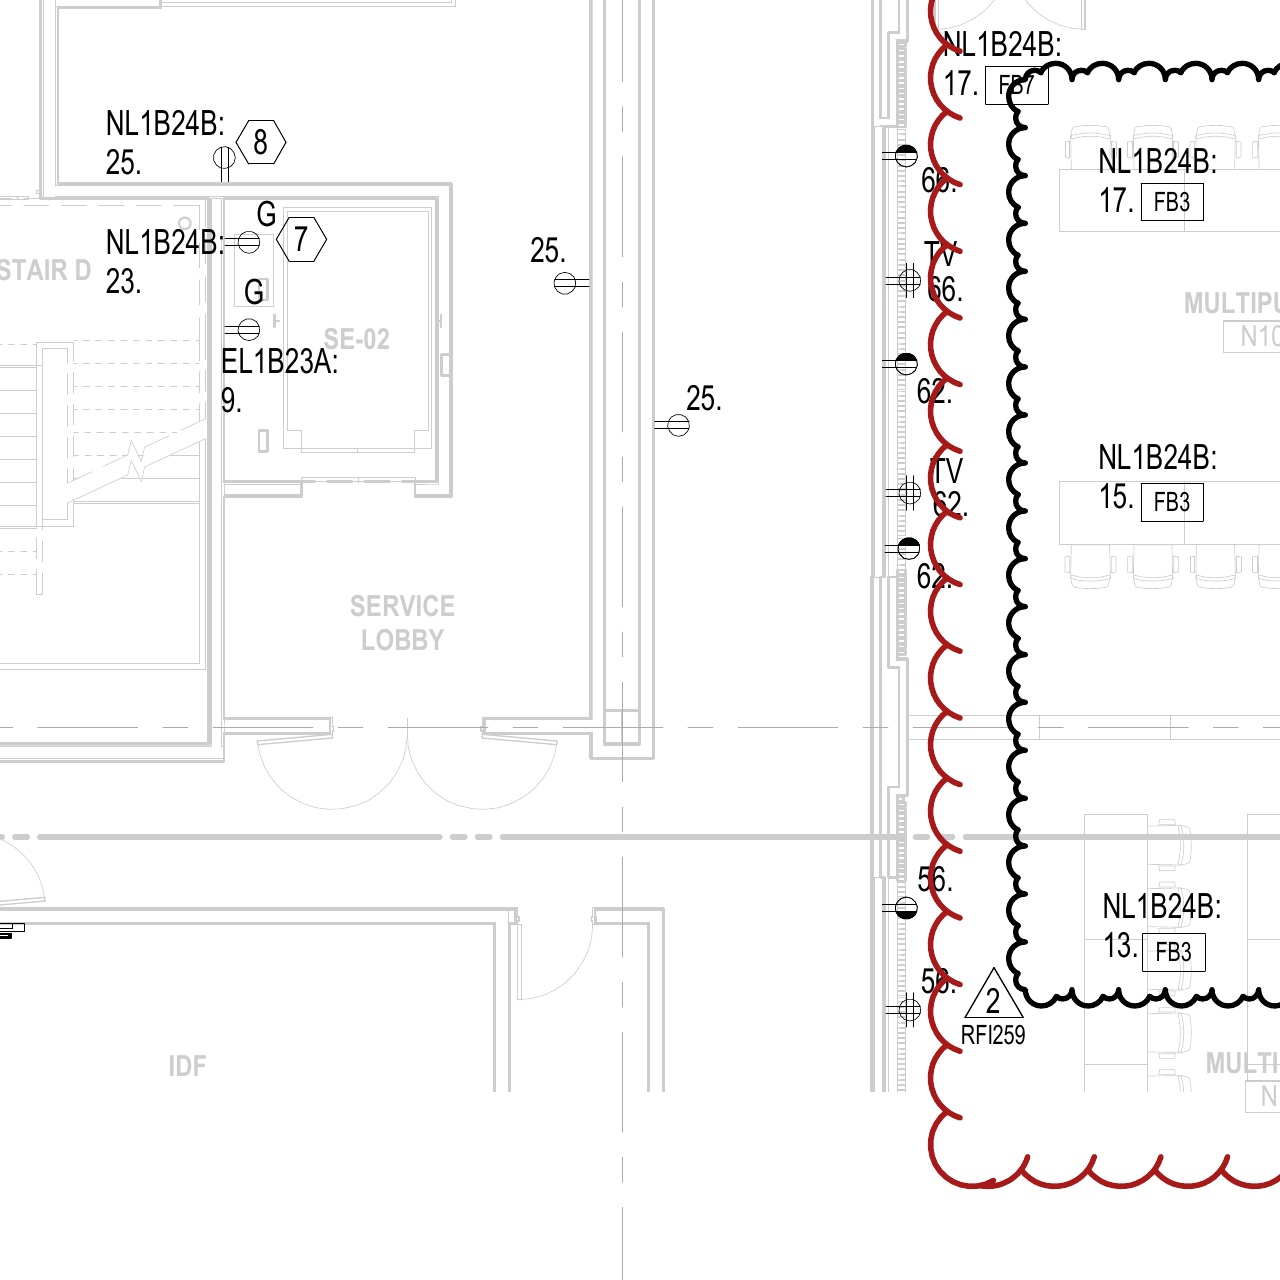 NL1B24B:
17. FB7
NL1B24B:
25.
8
66.
NL1B24B:
17. FB3
G
7
NL1B24B:
23.
STAIR D
G
SE-02
25.
TV
66.
MULTIPU
N10
EL1B23A:
9.
62.
25.
TV
62.
NL1B24B:
15. FB3
62.
SERVICE
LOBBY
56.
NL1B24B:
13. FB3
56.
2
RFI259
IDF
MULTI
N